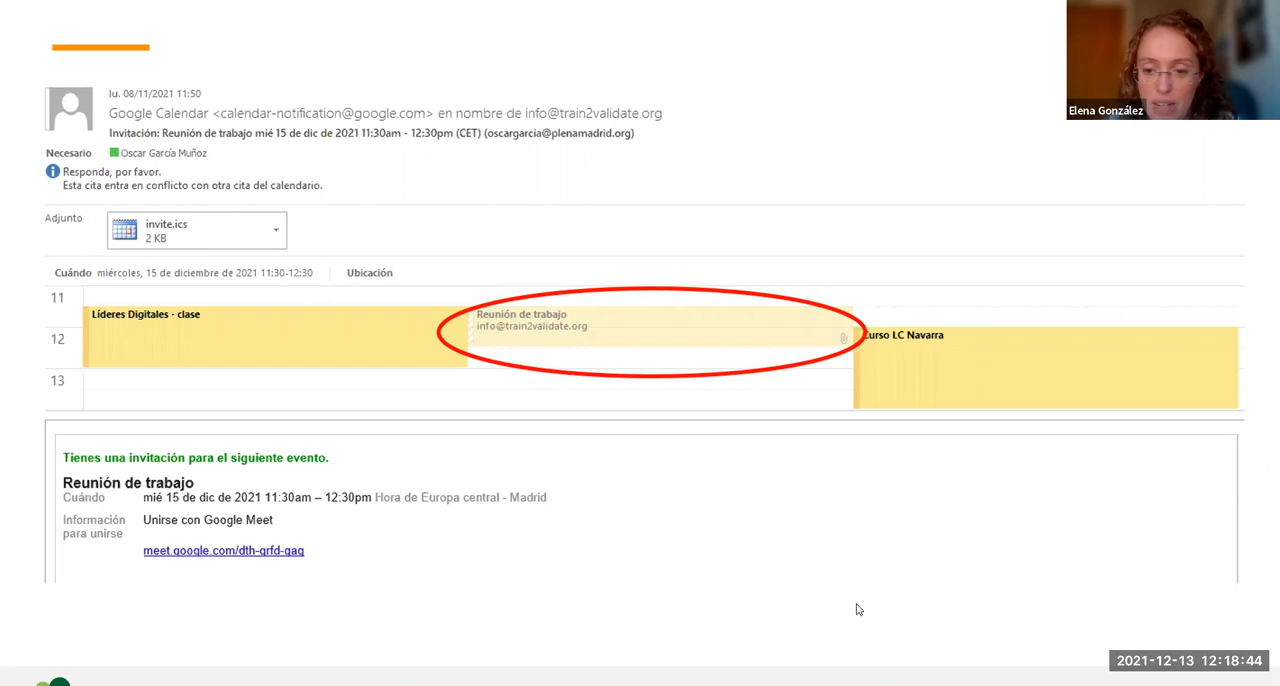 Elena González
lu. 08/11/2021 11:50
Google Calendar <calendar-notification@google.com> en nombre de info@train2validate.org
Invitación: Reunión de trabajo mié 15 de dic de 2021 11:30am - 12:30pm (CET) (oscargarcia@plenamadrid.org)
Necesario Oscar García Muñoz
Responda, por favor.
Esta cita entra en conflicto con otra cita del calendario.
Adjunto
invite.ics
2 KB
Cuándo miércoles, 15 de diciembre de 2021 11:30-12:30 Ubicación
11
Líderes Digitales - clase
Reunión de trabajo
info@train2validate.org
12
Curso LC Navarra
13
Tienes una invitación para el siguiente evento.
Reunión de trabajo
Cuándo mié 15 de dic de 2021 11:30am – 12:30pm Hora de Europa central - Madrid
Información Unirse con Google Meet
para unirse
meet.google.com/dth-qrfd-gag
2021-12-13 12:18:44